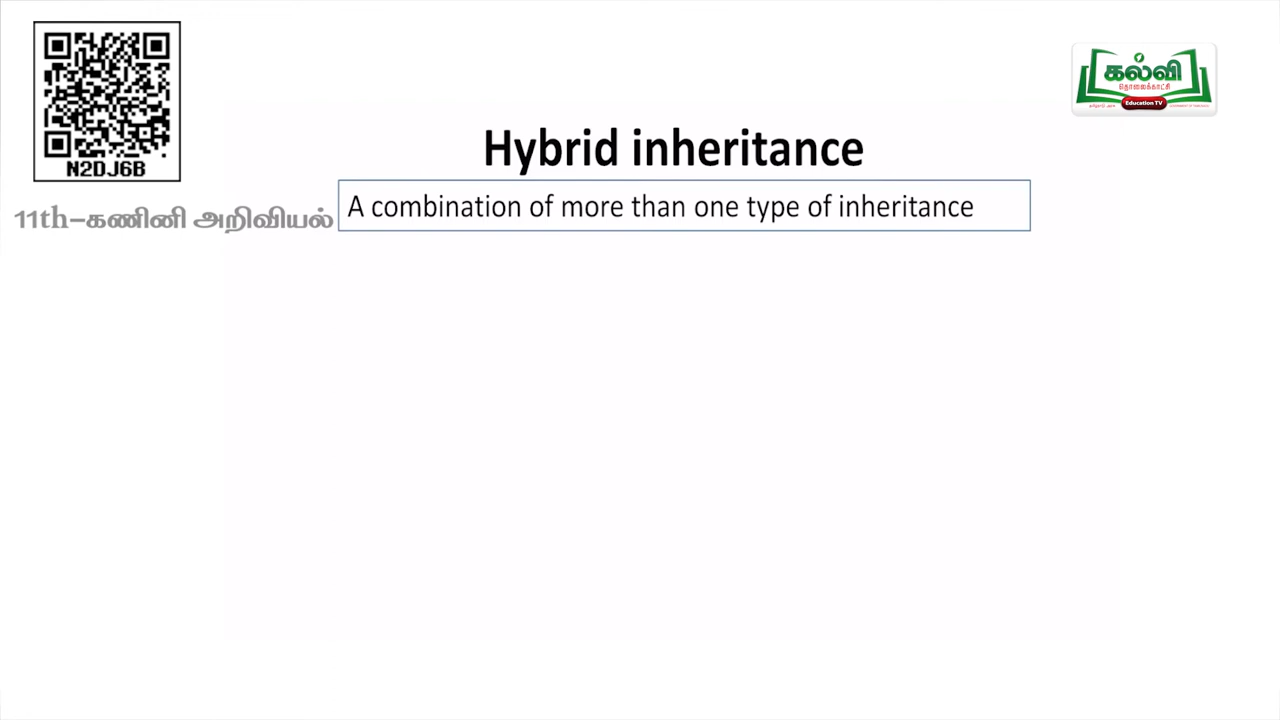 N2DJ6B
கல்வி
தொலைக்காட்சி
Education TV
Hybrid inheritance
11th-கணினி அறிவியல்
A combination of more than one type of inheritance